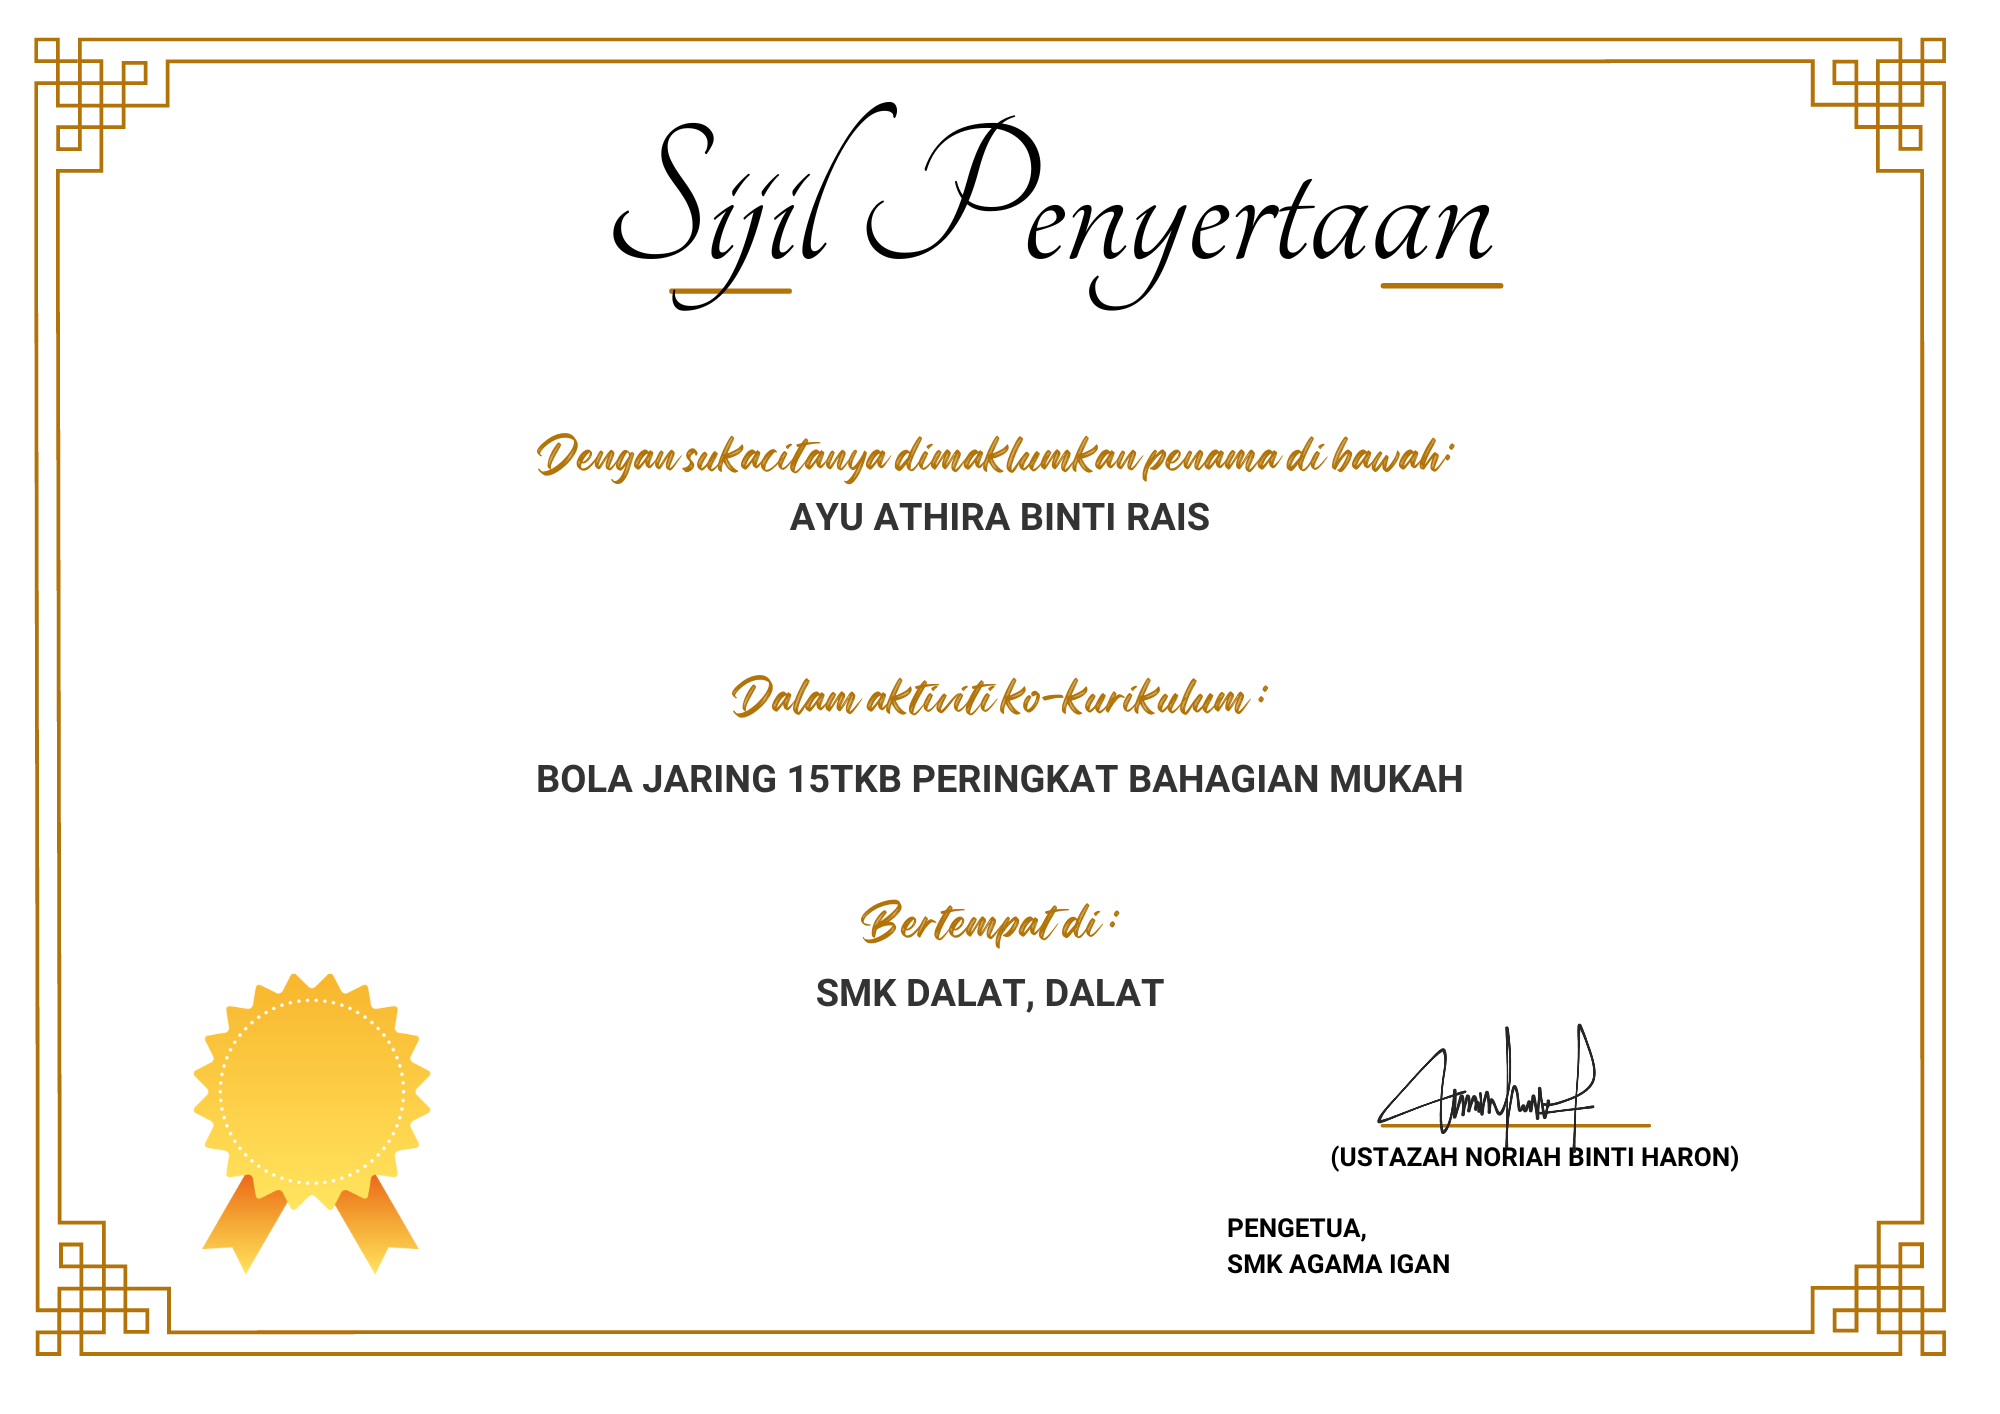 Sijil Penyertaan
Dengan sukacitanya dimaklumkan penama di bawah:
AYU ATHIRA BINTI RAIS
Dalam aktiviti ko-kurikulum :
BOLA JARING 15TKB PERINGKAT BAHAGIAN MUKAH
Bertempat di :
SMK DALAT, DALAT
(USTAZAH NORIAH BINTI HARON)
PENGETUA,
SMK AGAMA IGAN